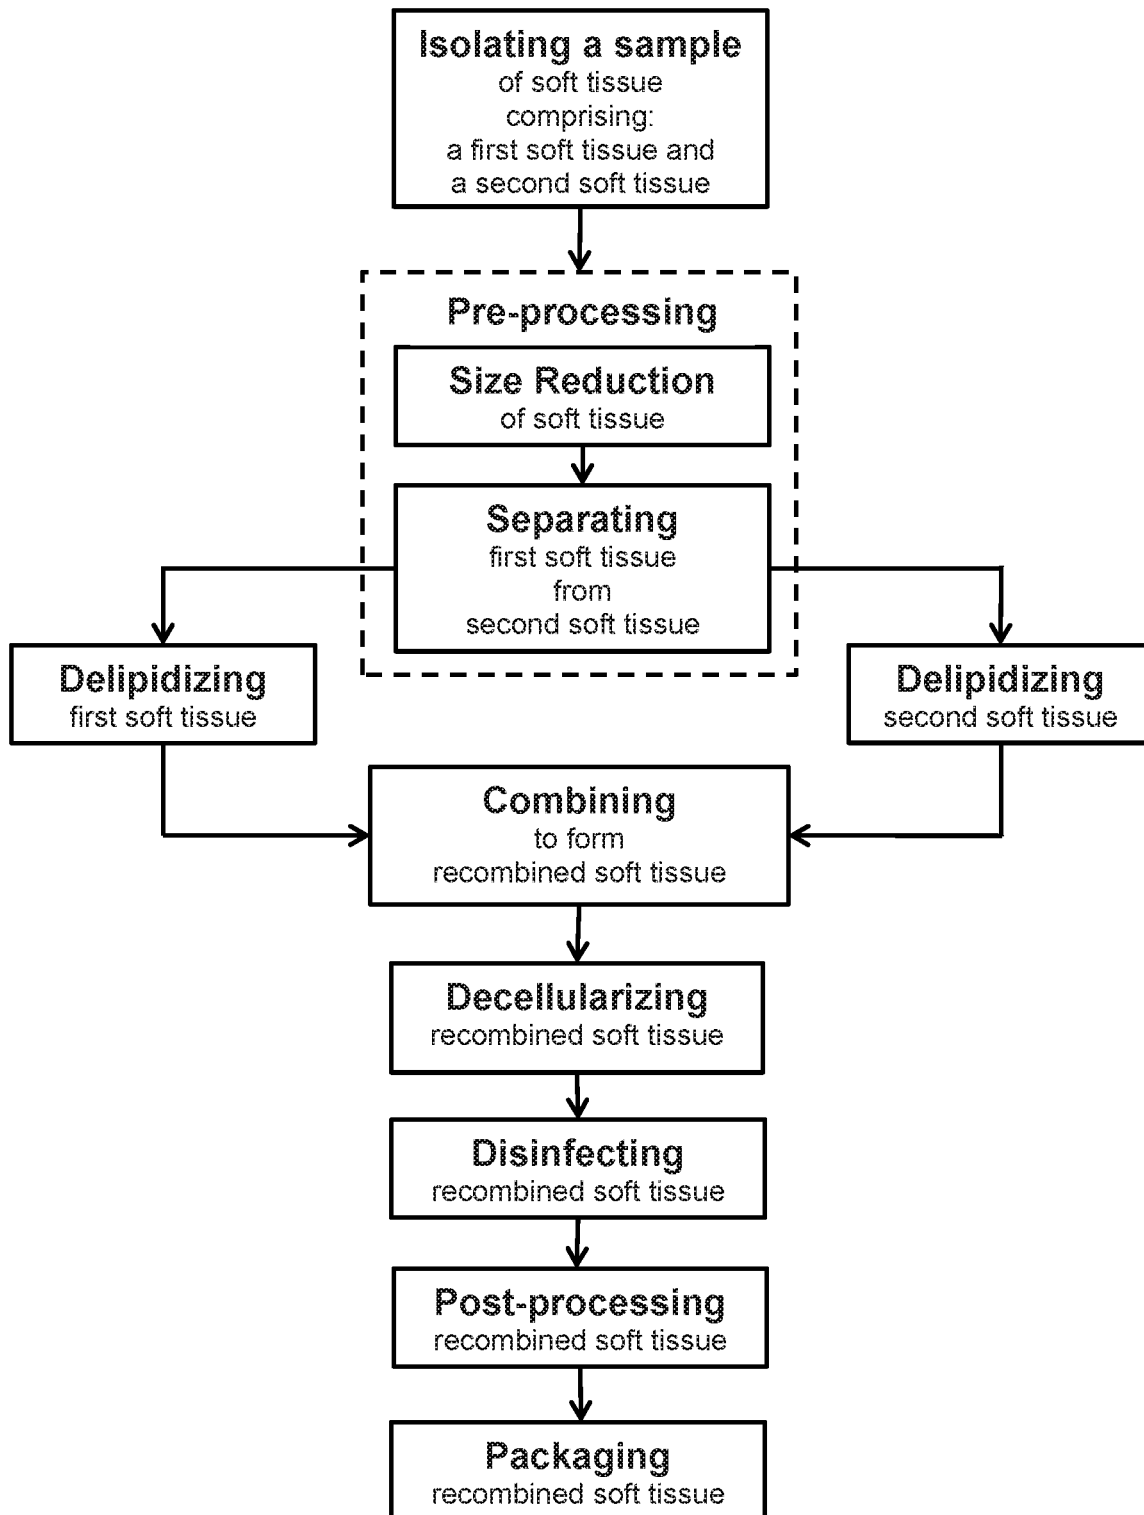 Isolating a sample
of soft tissue
comprising:
a first soft tissue and
a second soft tissue
Pre-processing
Size Reduction
of soft tissue
Separating
first soft tissue
from
second soft tissue
Delipidizing
first soft tissue
Delipidizing
second soft tissue
Combining
to form
recombined soft tissue
Decellularizing
recombined soft tissue
Disinfecting
recombined soft tissue
Post-processing
recombined soft tissue
Packaging
recombined soft tissue